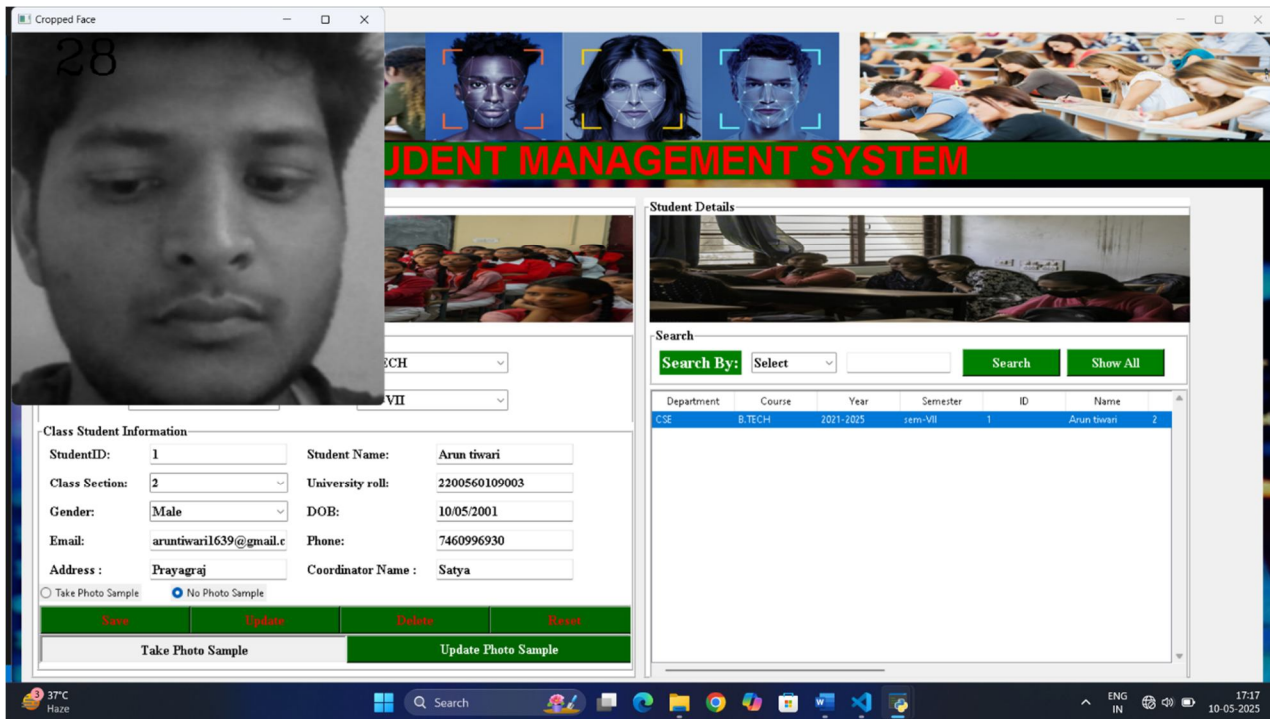 Cropped Face
28
UDENT MANAGEMENT SYSTEM
Student Details
Search
Search By: Select Search Show All
ECH
-VII
Department Course Year Semester ID Name
CSE B.TECH 2021-2025 sem-VII 1 Arun tiwari 2
Class Student Information
StudentID: 1 Student Name: Arun tiwari
Class Section: 2 University roll: 2200560109003
Gender: Male DOB: 10/05/2001
Email: aruntiwari1639@gmail.c Phone: 7460996930
Address : Prayagraj Coordinator Name : Satya
Take Photo Sample No Photo Sample
Save Update Delete Reset
Take Photo Sample Update Photo Sample
3 37°C
Haze
Search
ENG
IN
17:17
10-05-2025